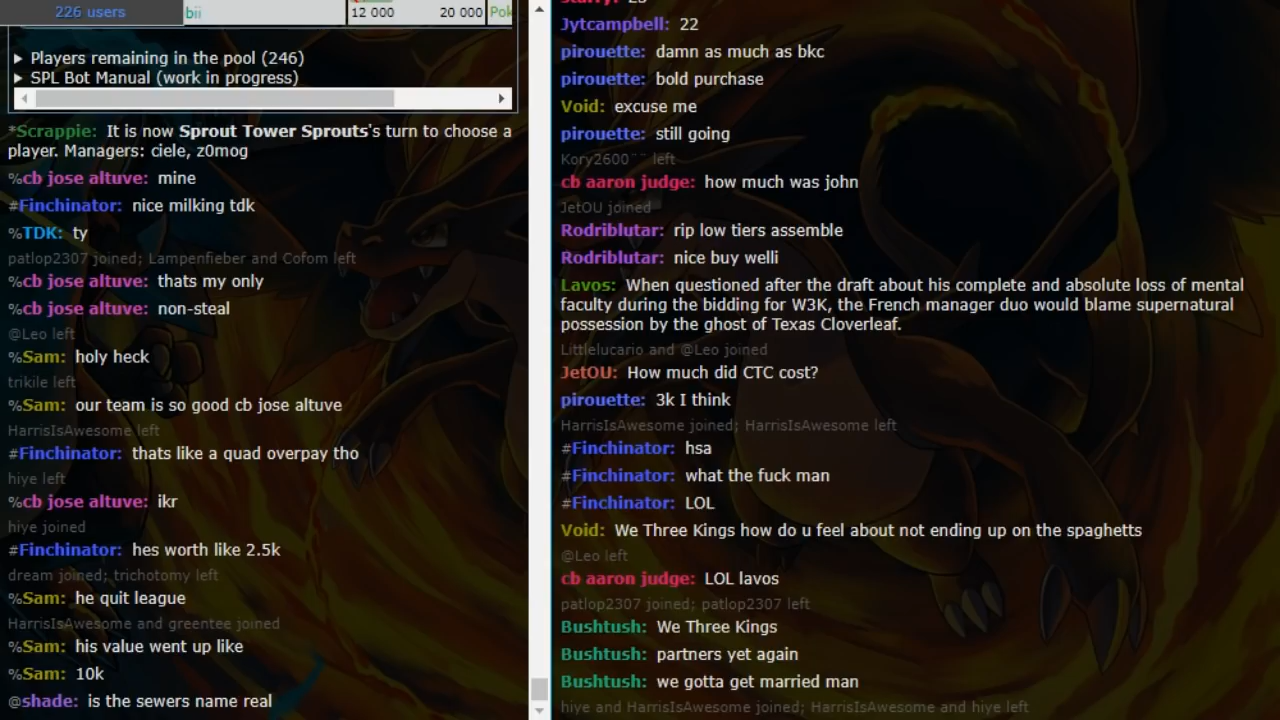 226 users
bii
12 000
20 000
Pok
▶ Players remaining in the pool (246)
▶ SPL Bot Manual (work in progress)
*Scrappie: It is now Sprout Tower Sprouts's turn to choose a
player. Managers: ciele, z0mog
%cb jose altuve: mine
#Finchinator: nice milking tdk
%TDK: ty
patlop2307 joined; Lampenfieber and Cofom left
%cb jose altuve: thats my only
%cb jose altuve: non-steal
@Leo left
%Sam: holy heck
trikile left
%Sam: our team is so good cb jose altuve
HarrisIsAwesome left
#Finchinator: thats like a quad overpay tho
hiye left
%cb jose altuve: ikr
hiye joined
#Finchinator: hes worth like 2.5k
dream joined; trichotomy left
%Sam: he quit league
HarrisIsAwesome and greentee joined
%Sam: his value went up like
%Sam: 10k
@shade: is the sewers name real
Jytcampbell: 22
pirouette: damn as much as bkc
pirouette: bold purchase
Void: excuse me
pirouette: still going
Kory2600¨¨ left
cb aaron judge: how much was john
JetOU joined
Rodriblutar: rip low tiers assemble
Rodriblutar: nice buy welli
Lavos: When questioned after the draft about his complete and absolute loss of mental
faculty during the bidding for W3K, the French manager duo would blame supernatural
possession by the ghost of Texas Cloverleaf.
Littlelucario and @Leo joined
JetOU: How much did CTC cost?
pirouette: 3k I think
HarrisIsAwesome joined; HarrisIsAwesome left
#Finchinator: hsa
#Finchinator: what the fuck man
#Finchinator: LOL
Void: We Three Kings how do u feel about not ending up on the spaghetts
@Leo left
cb aaron judge: LOL lavos
patlop2307 joined; patlop2307 left
Bushtush: We Three Kings
Bushtush: partners yet again
Bushtush: we gotta get married man
hiye and HarrisIsAwesome joined; HarrisIsAwesome and hiye left